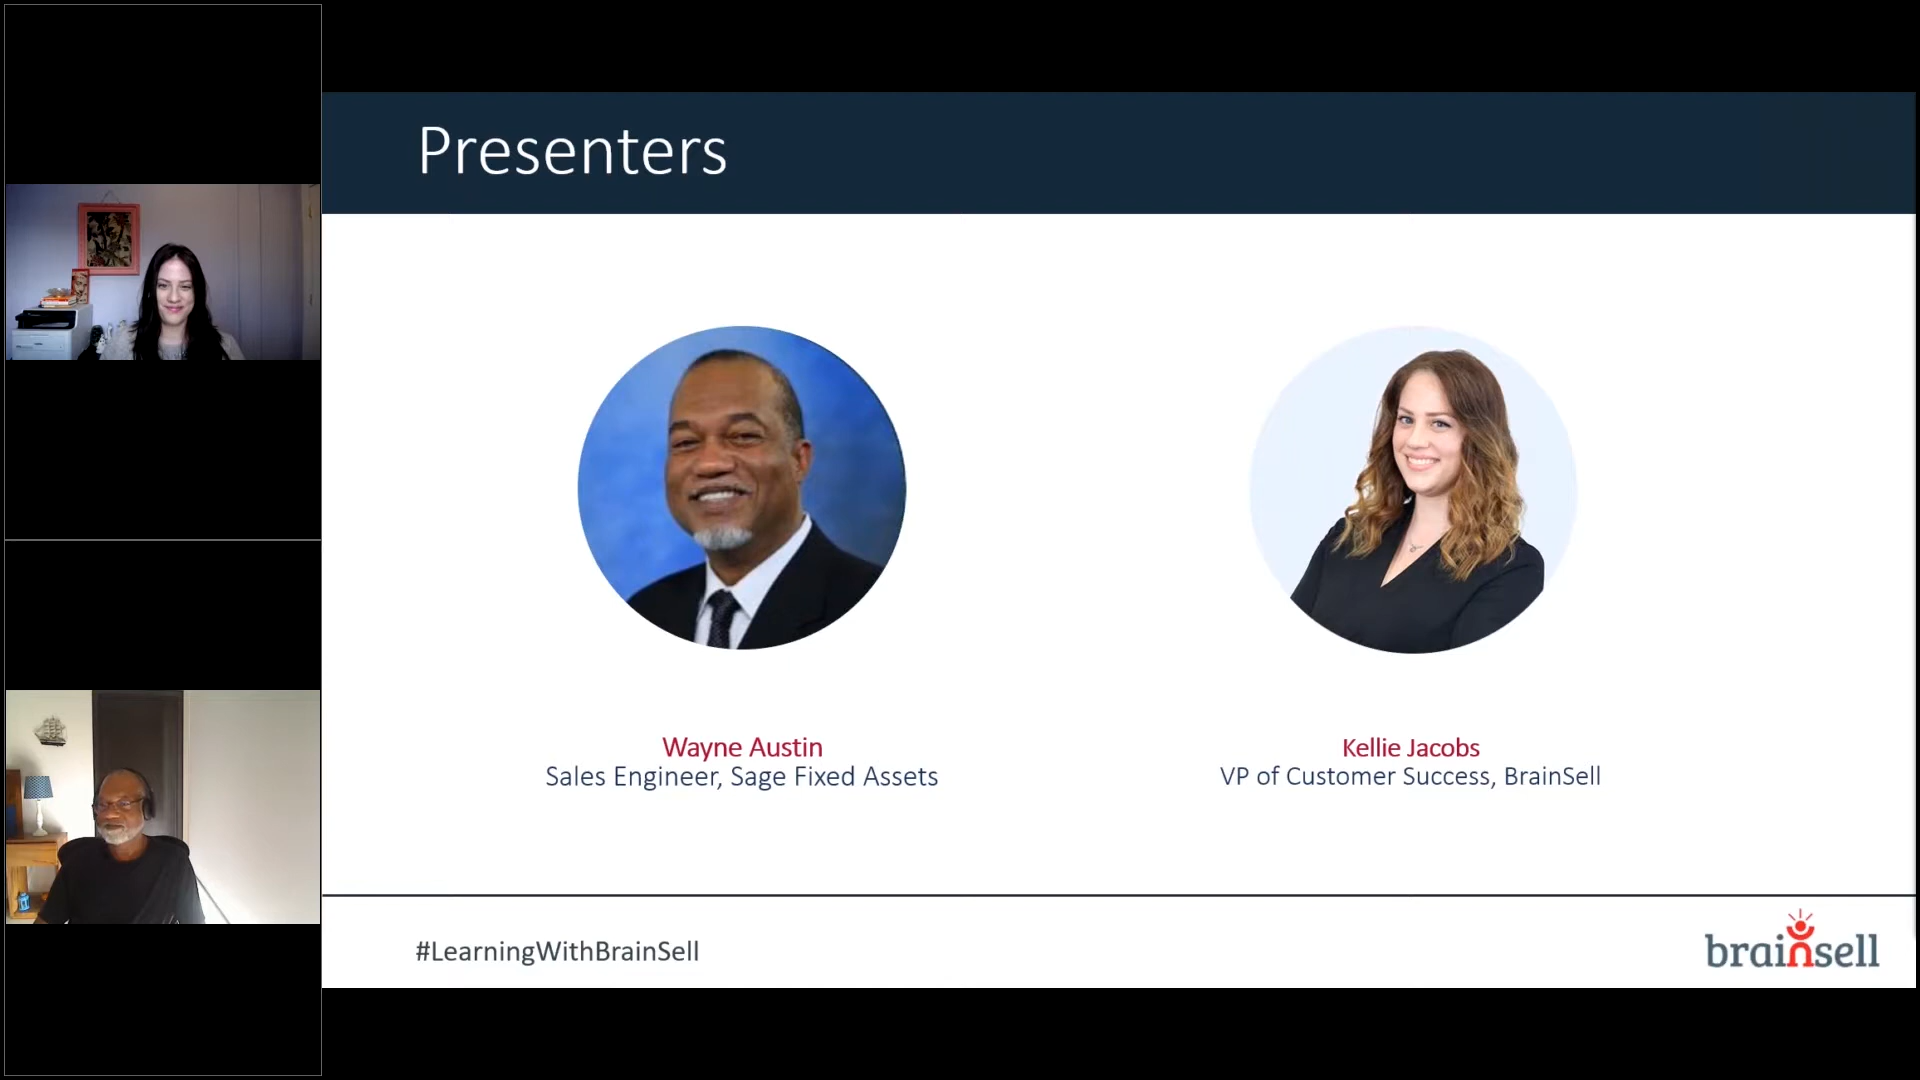 Presenters
Wayne Austin
Sales Engineer, Sage Fixed Assets
Kellie Jacobs
VP of Customer Success, BrainSell
#LearningWithBrainSell
brainsell